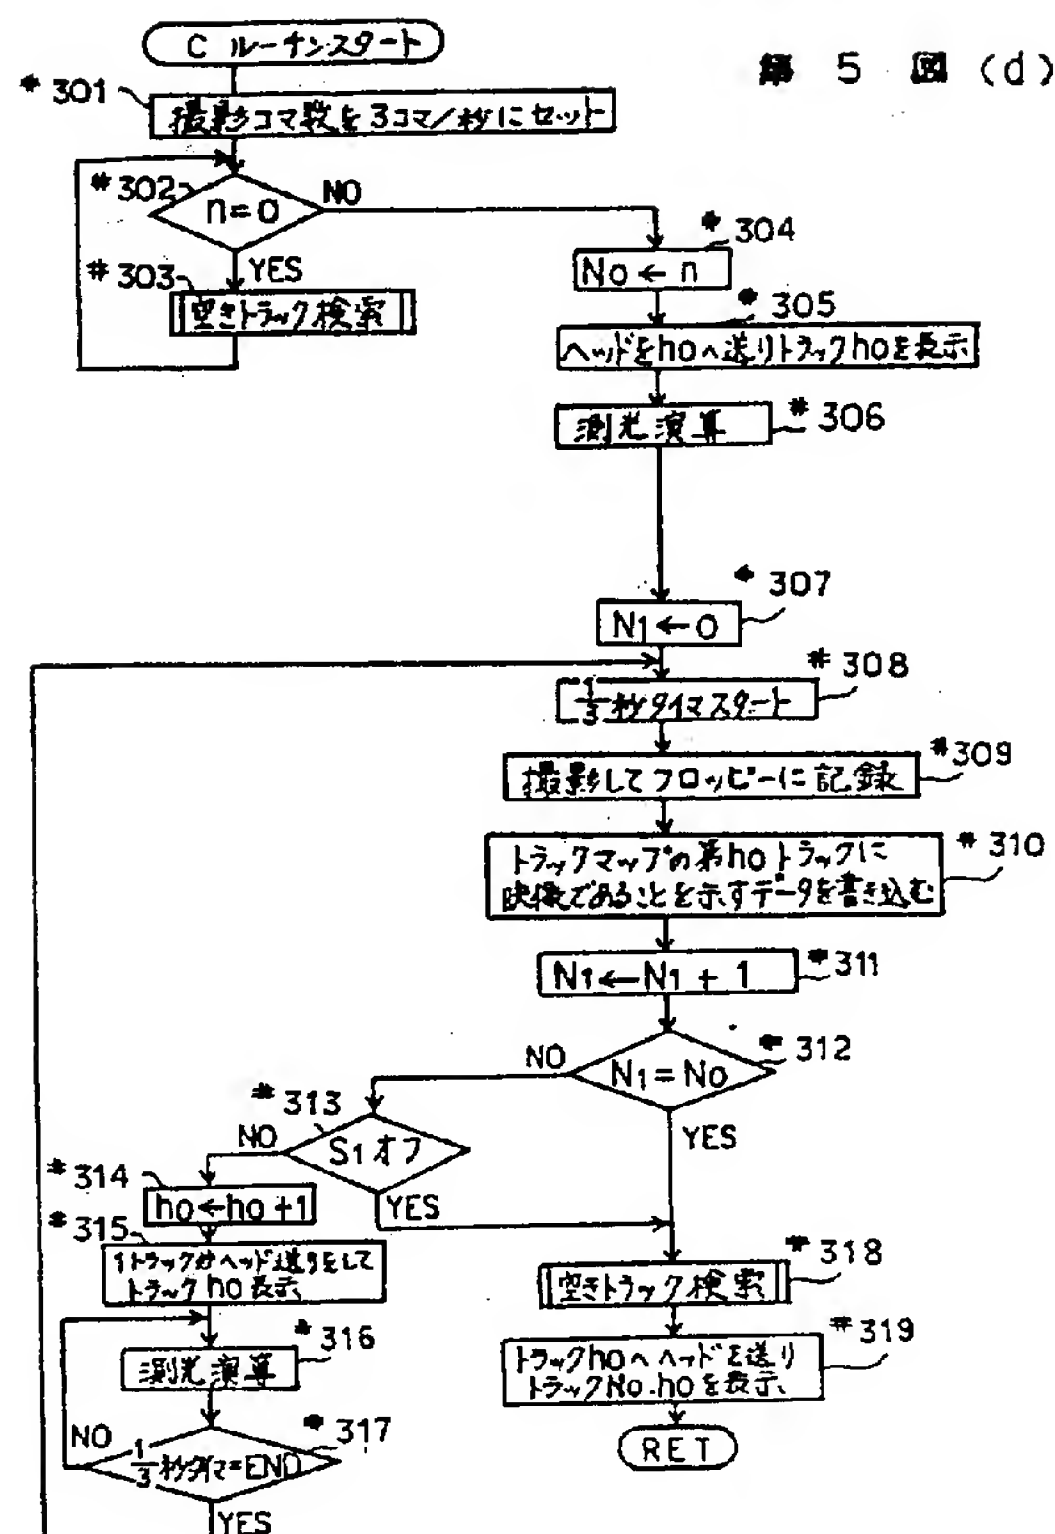 第 5 図 (d)
C ルーチンスタート
#301
撮影コマ数を3コマ/秒にセット
#302
n=0
NO
YES
#303
空きトラック検索
#304
No ← n
#305
ヘッドをhoへ送りトラックhoを表示
測光演算
#306
#307
N1 ← 0
#308
1/3秒タイマスタート
#309
撮影してフロッピーに記録
トラックマップの第hoトラックに
映像であることを示すデータを書き込む
#310
N1 ← N1 + 1
#311
NO
N1 = No
#312
YES
#313
NO
S1オフ
YES
#314
ho ← ho + 1
#315
1トラック分ヘッド送りをして
トラック ho 表示
#316
測光演算
NO
1/3秒タイマ=END
#317
YES
空きトラック検索
#318
トラックhoへヘッドを送り
トラックNo.hoを表示
#319
RET